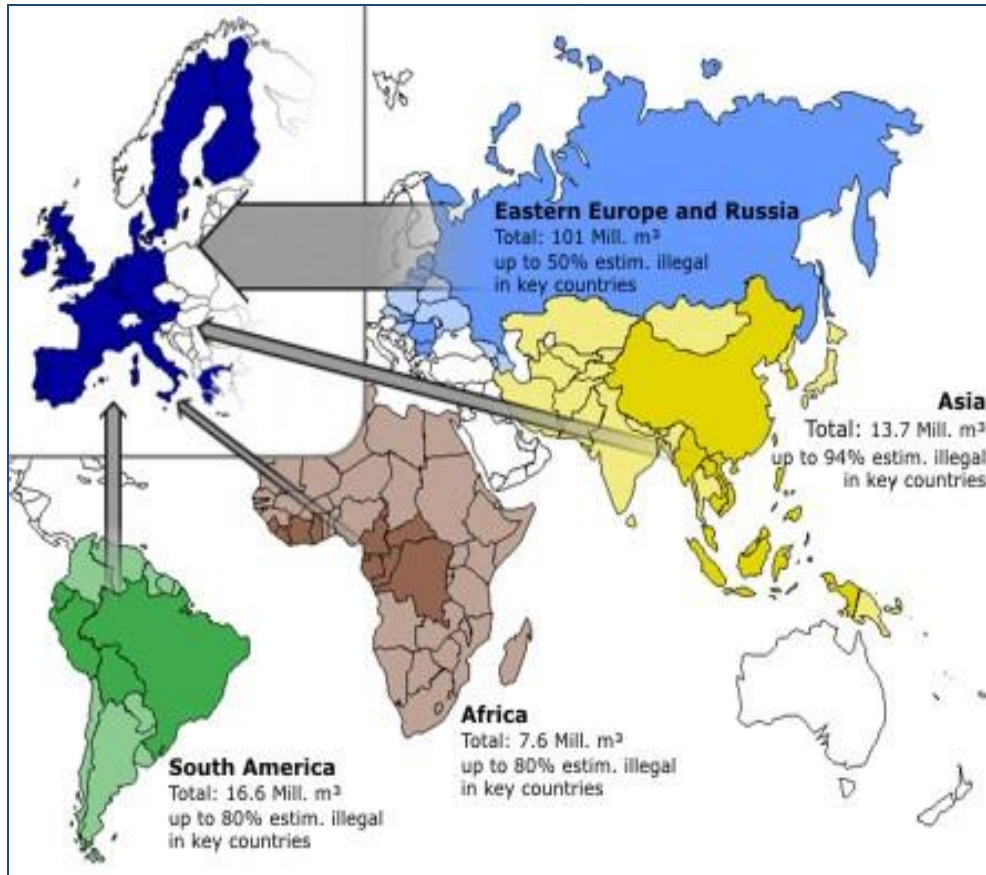 Eastern Europe and Russia
Total: 101 Mill. m³
up to 50% estim. illegal
in key countries
Asia
Total: 13.7 Mill. m³
up to 94% estim. illegal
in key countries
Africa
Total: 7.6 Mill. m³
up to 80% estim. illegal
in key countries
South America
Total: 16.6 Mill. m³
up to 80% estim. illegal
in key countries